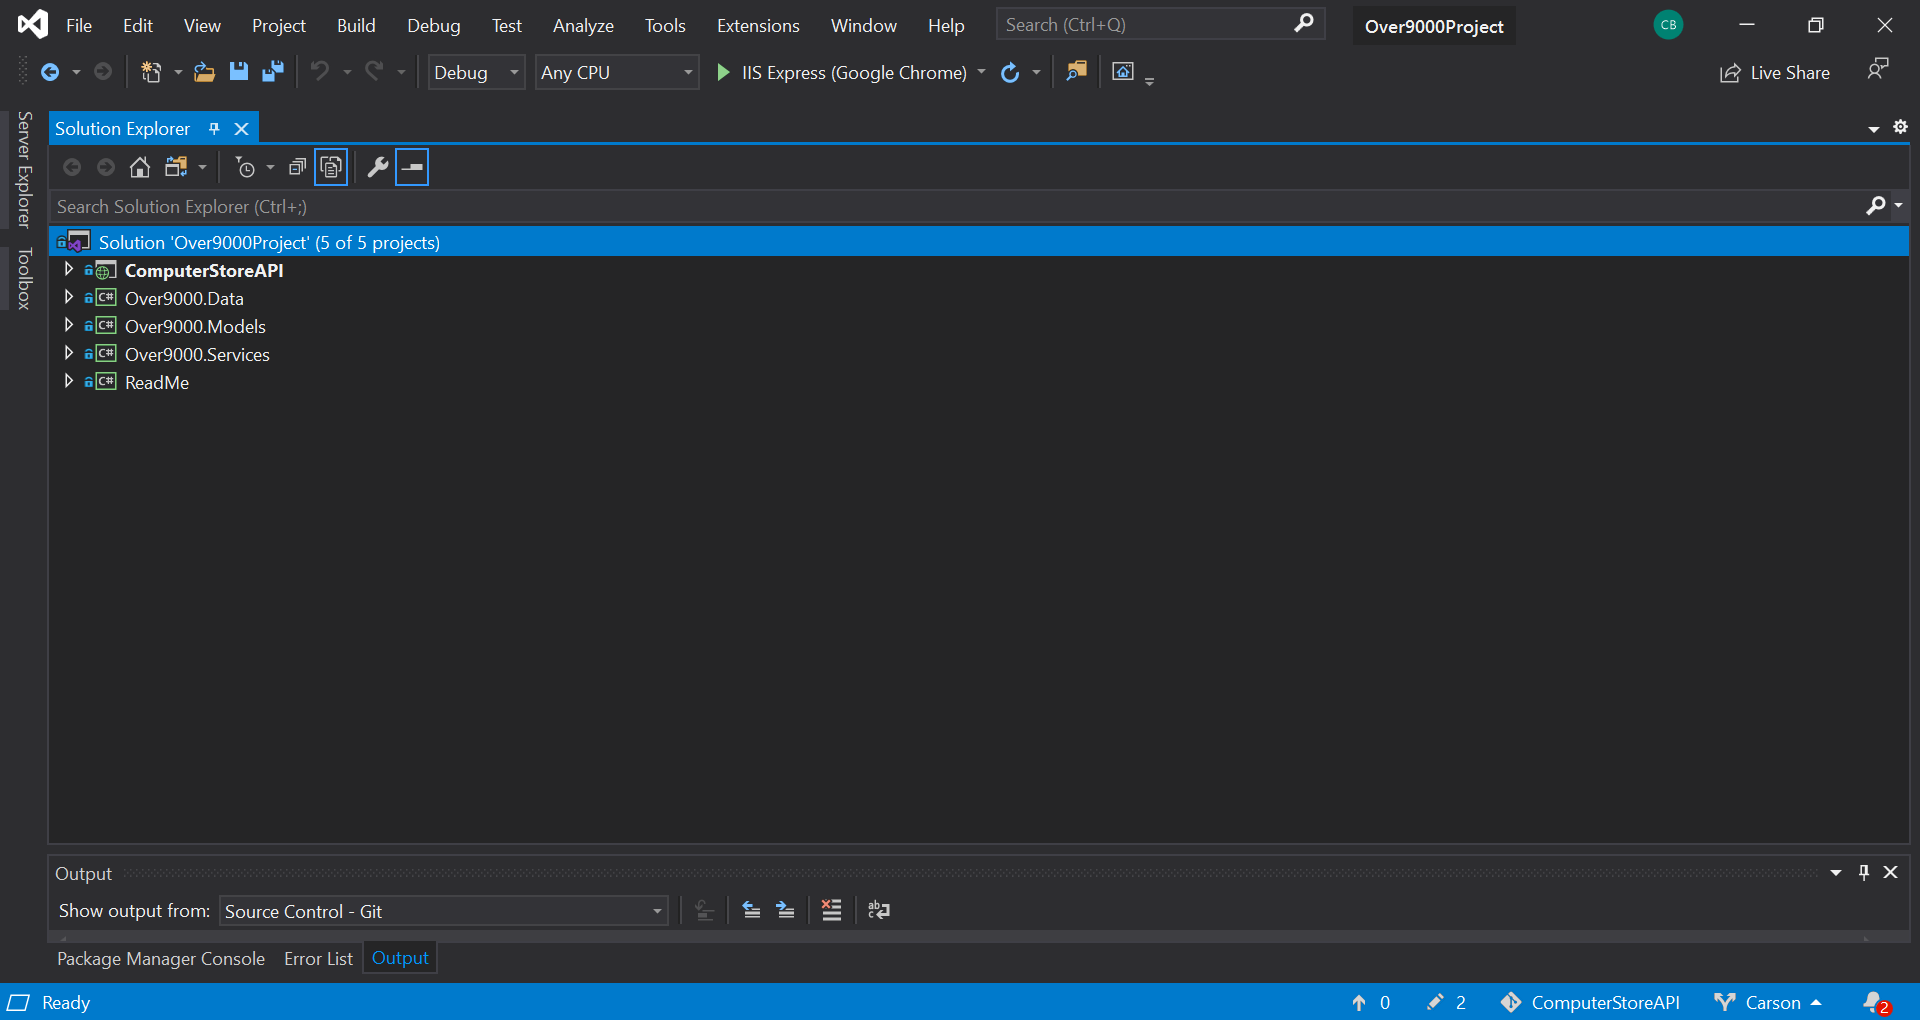 File Edit View Project Build Debug Test Analyze Tools Extensions Window Help Search (Ctrl+Q) Over9000Project CB
Debug Any CPU IIS Express (Google Chrome) Live Share
Server Explorer
Toolbox
Solution Explorer
Search Solution Explorer (Ctrl+;)
Solution 'Over9000Project' (5 of 5 projects)
ComputerStoreAPI
C# Over9000.Data
C# Over9000.Models
C# Over9000.Services
C# ReadMe
Output
Show output from: Source Control - Git
Package Manager Console Error List Output
Ready 0 2 ComputerStoreAPI Carson 2